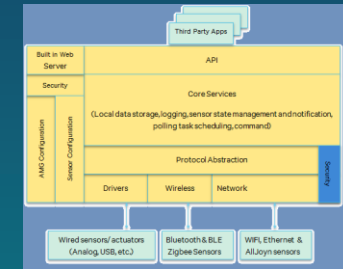 Third Party Apps
Built in Web
Server
API
Security
Core Services
(Local data storage,logging,sensor state management and notification,
polling task scheduling,command)
AMG Configuration
Sensor Configuration
Protocol Abstraction
Security
Drivers
Wireless
Network
Wired sensors/actuators
(Analog, USB, etc.)
Bluetooth & BLE
Zigbee Sensors
WIFI, Ethernet &
AllJoyn Sensors